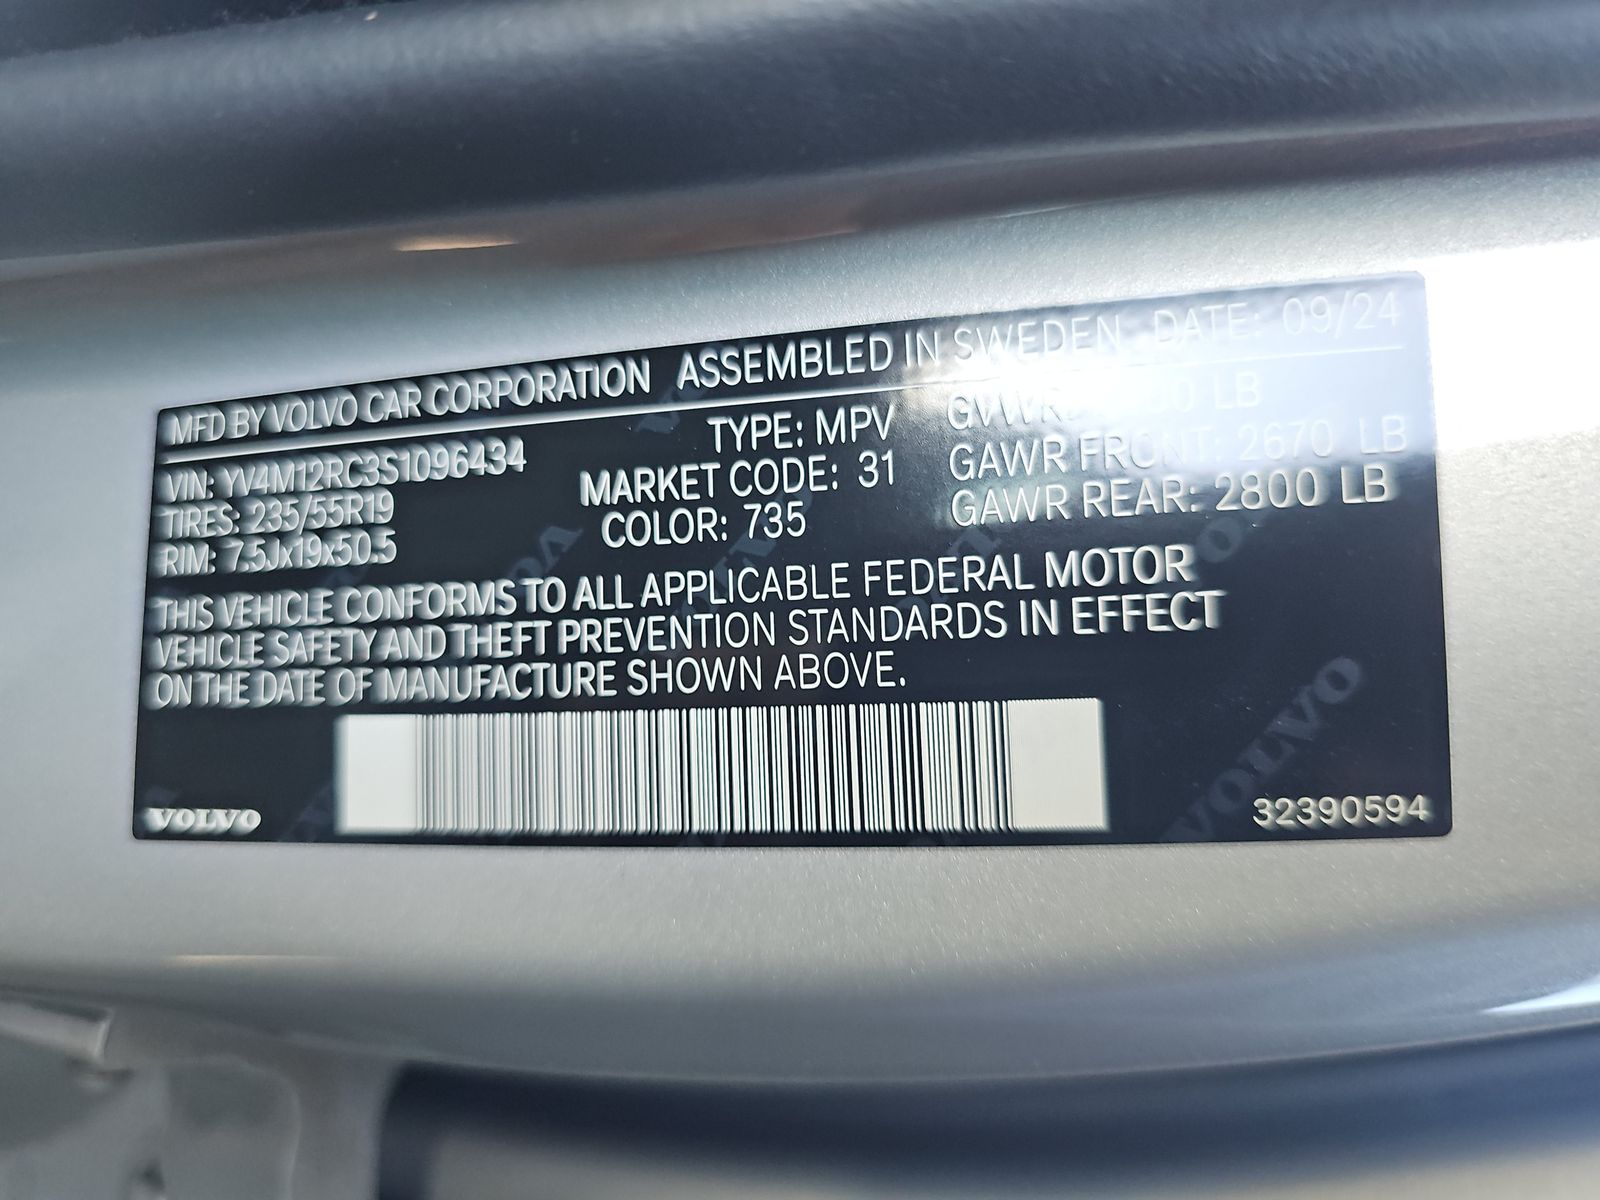 MFD BY VOLVO CAR CORPORATION ASSEMBLED IN SWEDEN DATE: 09/24
VIN: YV4M12RC3S1096434 TYPE: MPV GVWR: LB
TIRES: 235/55R19 MARKET CODE: 31 GAWR FRONT: 2670 LB
RIM: 7.5Jx19x50.5 COLOR: 735 GAWR REAR: 2800 LB
THIS VEHICLE CONFORMS TO ALL APPLICABLE FEDERAL MOTOR
VEHICLE SAFETY AND THEFT PREVENTION STANDARDS IN EFFECT
ON THE DATE OF MANUFACTURE SHOWN ABOVE.
VOLVO
VOLVO 32390594